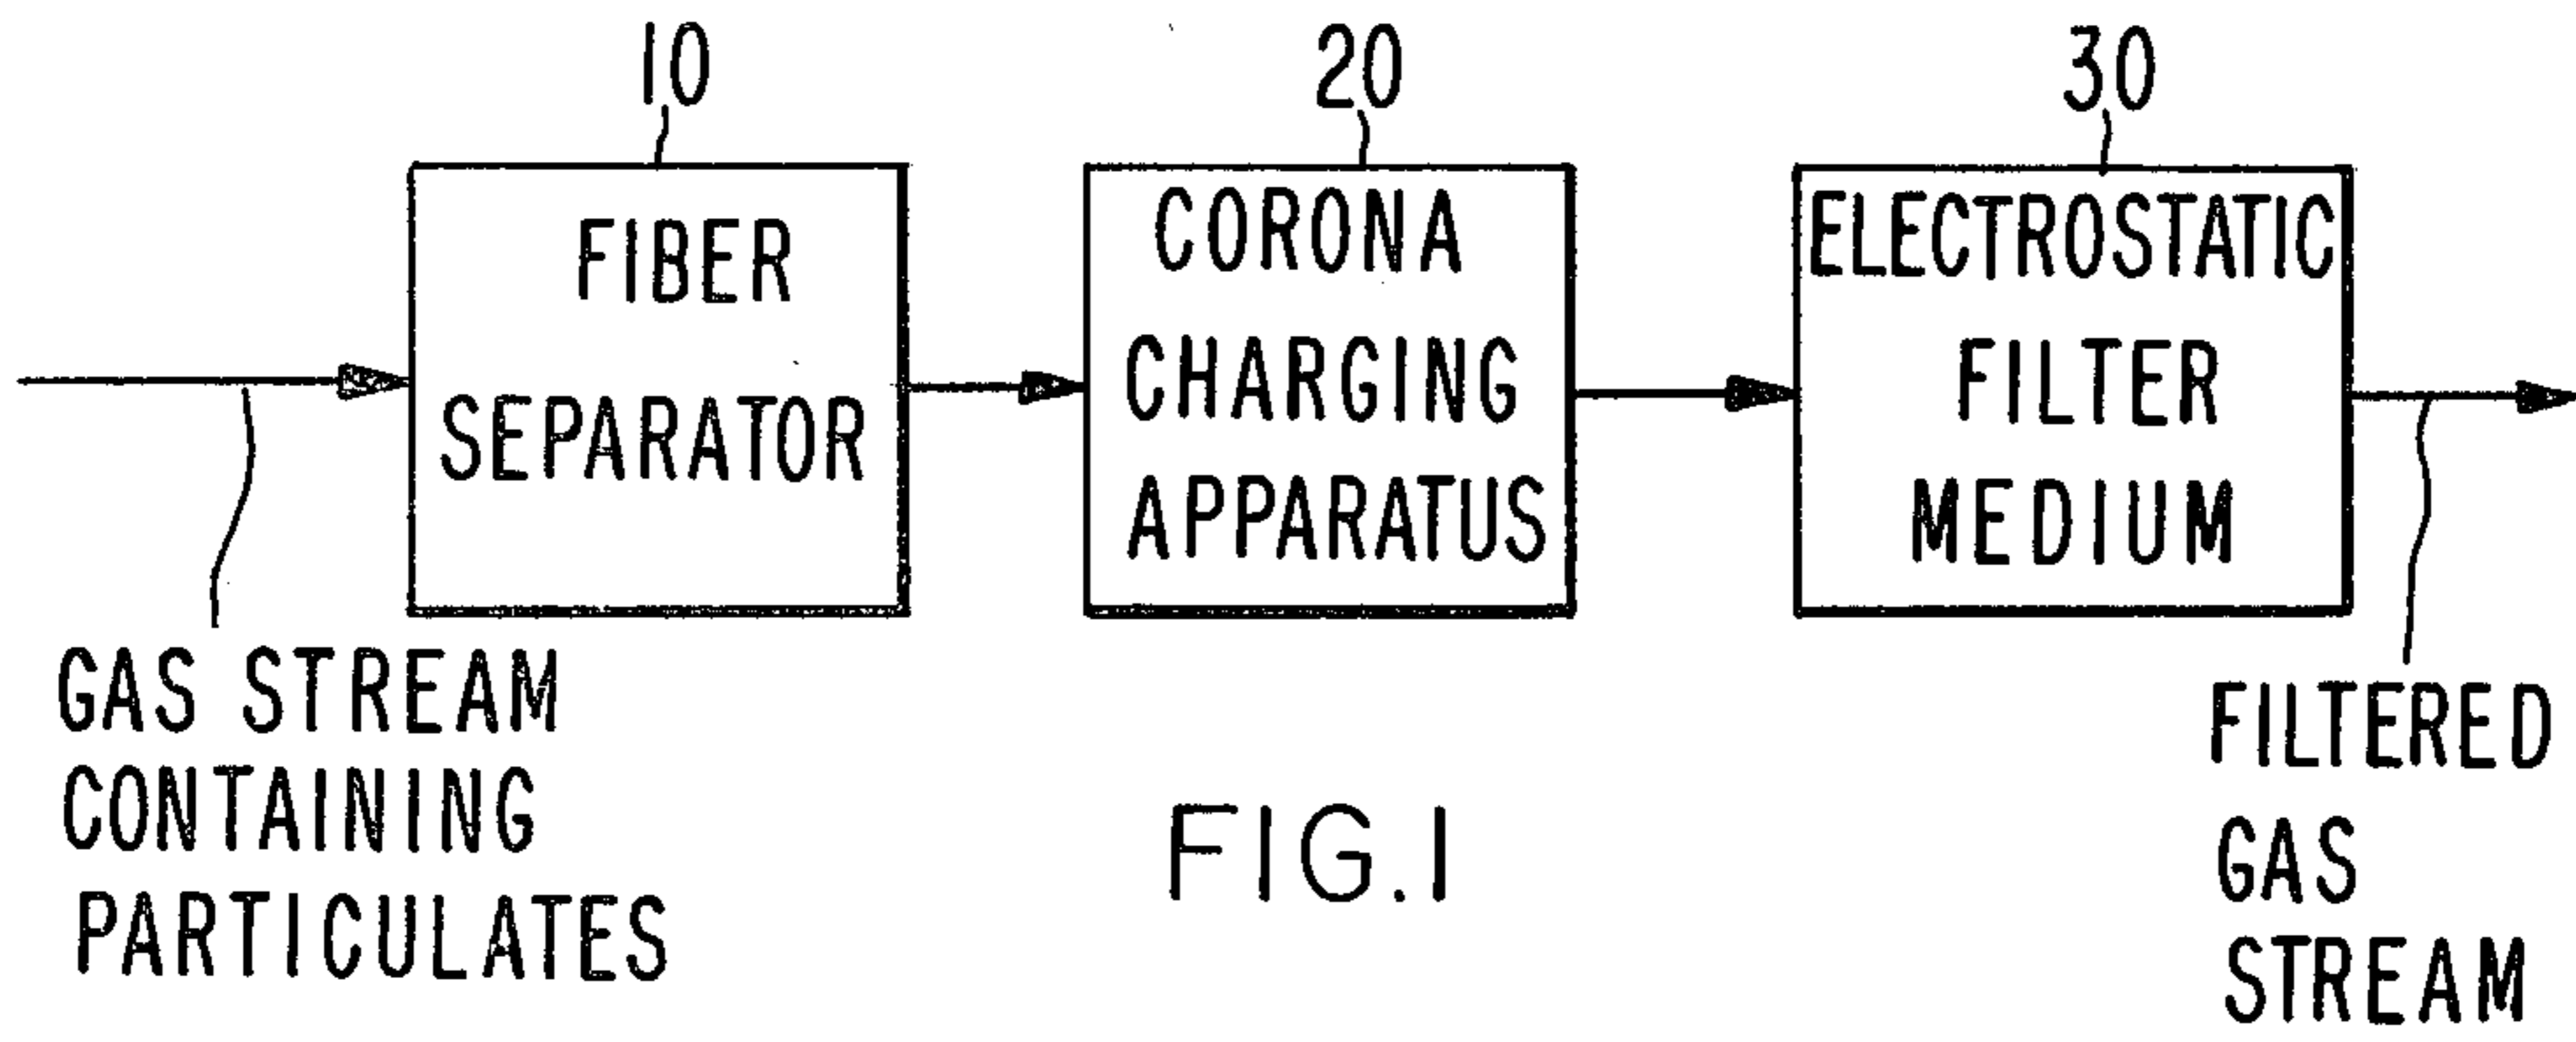 10
20
30
FIBER
SEPARATOR
CORONA
CHARGING
APPARATUS
ELECTROSTATIC
FILTER
MEDIUM
GAS STREAM
CONTAINING
PARTICULATES
FILTERED
GAS
STREAM
FIG.1